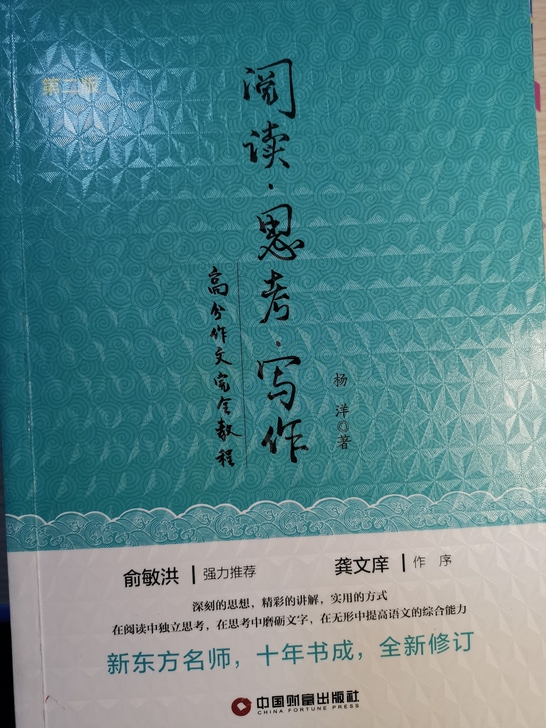 第二版
阅读·思考·写作
高分作文完全教程
杨洋◎著
俞敏洪 | 强力推荐
龚文庠 | 作 序
深刻的思想，精彩的讲解，实用的方式
在阅读中独立思考，在思考中磨砺文字，在无形中提高语文的综合能力
新东方名师，十年书成，全新修订
中国财富出版社
CHINA FORTUNE PRESS